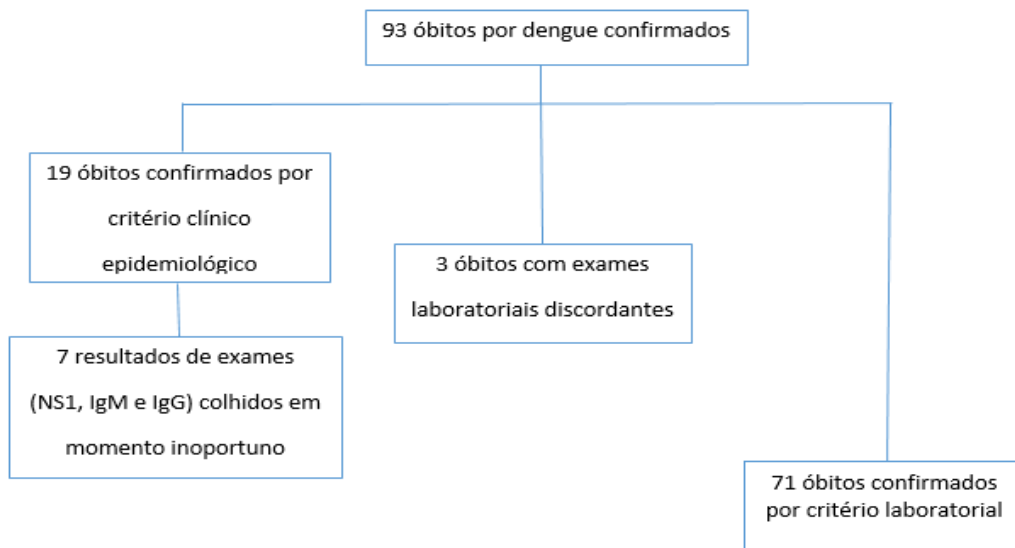 93 óbitos por dengue confirmados
19 óbitos confirmados por
critério clínico
epidemiológico
3 óbitos com exames
laboratoriais discordantes
7 resultados de exames
(NS1, IgM e IgG) colhidos em
momento inoportuno
71 óbitos confirmados
por critério laboratorial